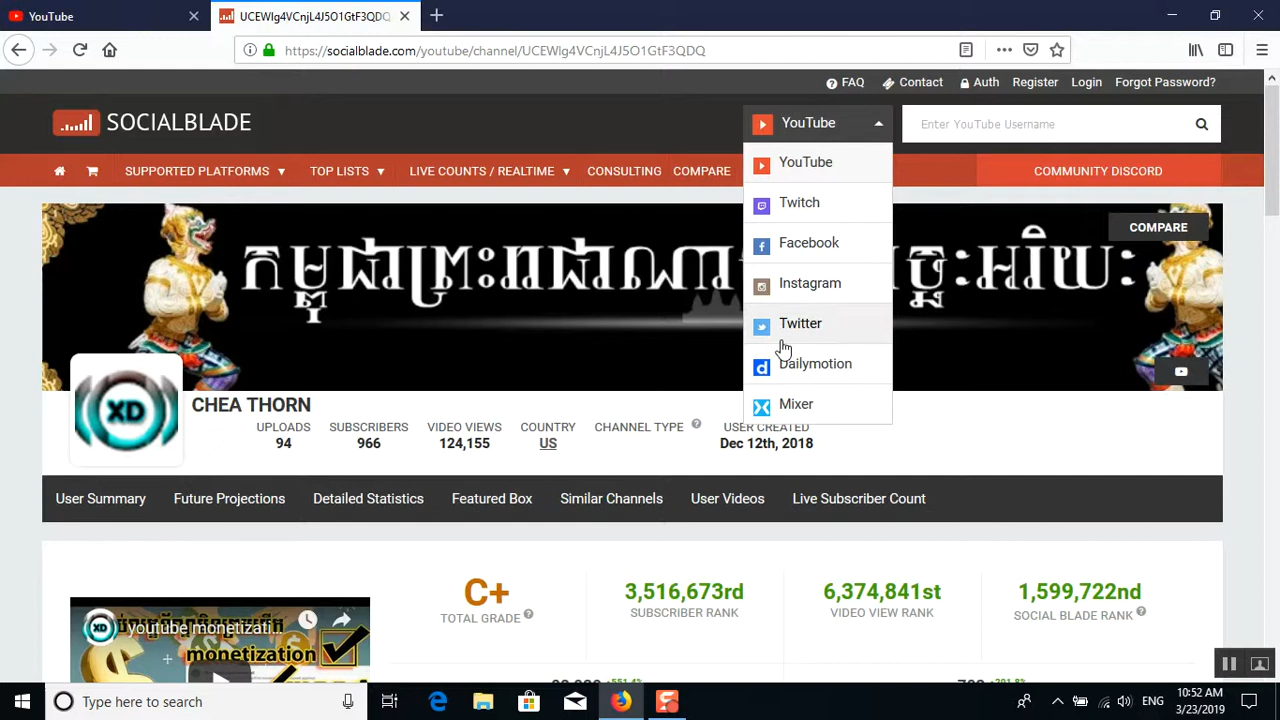 YouTube
UCEWlg4VCnjL4J5O1GtF3QDQ
https://socialblade.com/youtube/channel/UCEWlg4VCnjL4J5O1GtF3QDQ
FAQ Contact Auth Register Login Forgot Password?
SOCIALBLADE
YouTube
Enter YouTube Username
SUPPORTED PLATFORMS TOP LISTS LIVE COUNTS / REALTIME CONSULTING COMPARE
COMMUNITY DISCORD
YouTube
Twitch
Facebook
Instagram
Twitter
Dailymotion
Mixer
COMPARE
XD
CHEA THORN
UPLOADS SUBSCRIBERS VIDEO VIEWS COUNTRY CHANNEL TYPE USER CREATED
94 966 124,155 US Dec 12th, 2018
User Summary Future Projections Detailed Statistics Featured Box Similar Channels User Videos Live Subscriber Count
C+ 3,516,673rd 6,374,841st 1,599,722nd
TOTAL GRADE SUBSCRIBER RANK VIDEO VIEW RANK SOCIAL BLADE RANK
XD youtube monetizati...
monetization
Type here to search
ENG
10:52 AM
3/23/2019